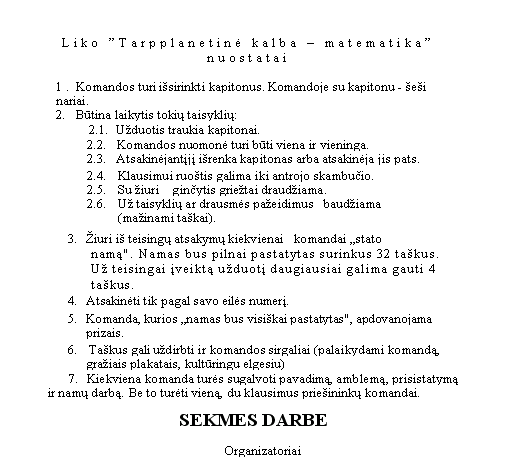 Liko "Tarpplanetinė kalba – matematika"
nuostatai
1 . Komandos turi išsirinkti kapitonus. Komandoje su kapitonu - šeši
nariai.
2. Būtina laikytis tokių taisyklių:
2.1. Užduotis traukia kapitonai.
2.2. Komandos nuomonė turi būti viena ir vieninga.
2.3. Atsakinėjantįjį išrenka kapitonas arba atsakinėja jis pats.
2.4. Klausimui ruoštis galima iki antrojo skambučio.
2.5. Su žiuri ginčytis griežtai draudžiama.
2.6. Už taisyklių ar drausmės pažeidimus baudžiama
(mažinami taškai).
3. Žiuri iš teisingų atsakymų kiekvienai komandai „stato
namą". Namas bus pilnai pastatytas surinkus 32 taškus.
Už teisingai įveiktą užduotį daugiausiai galima gauti 4
taškus.
4. Atsakinėti tik pagal savo eilės numerį.
5. Komanda, kurios „namas bus visiškai pastatytas", apdovanojama
prizais.
6. Taškus gali uždirbti ir komandos sirgaliai (palaikydami komandą,
gražiais plakatais, kultūringu elgesiu)
7. Kiekviena komanda turės sugalvoti pavadimą, amblemą, prisistatymą
ir namų darbą. Be to turėti vieną, du klausimus priešininkų komandai.
SEKMES DARBE
Organizatoriai